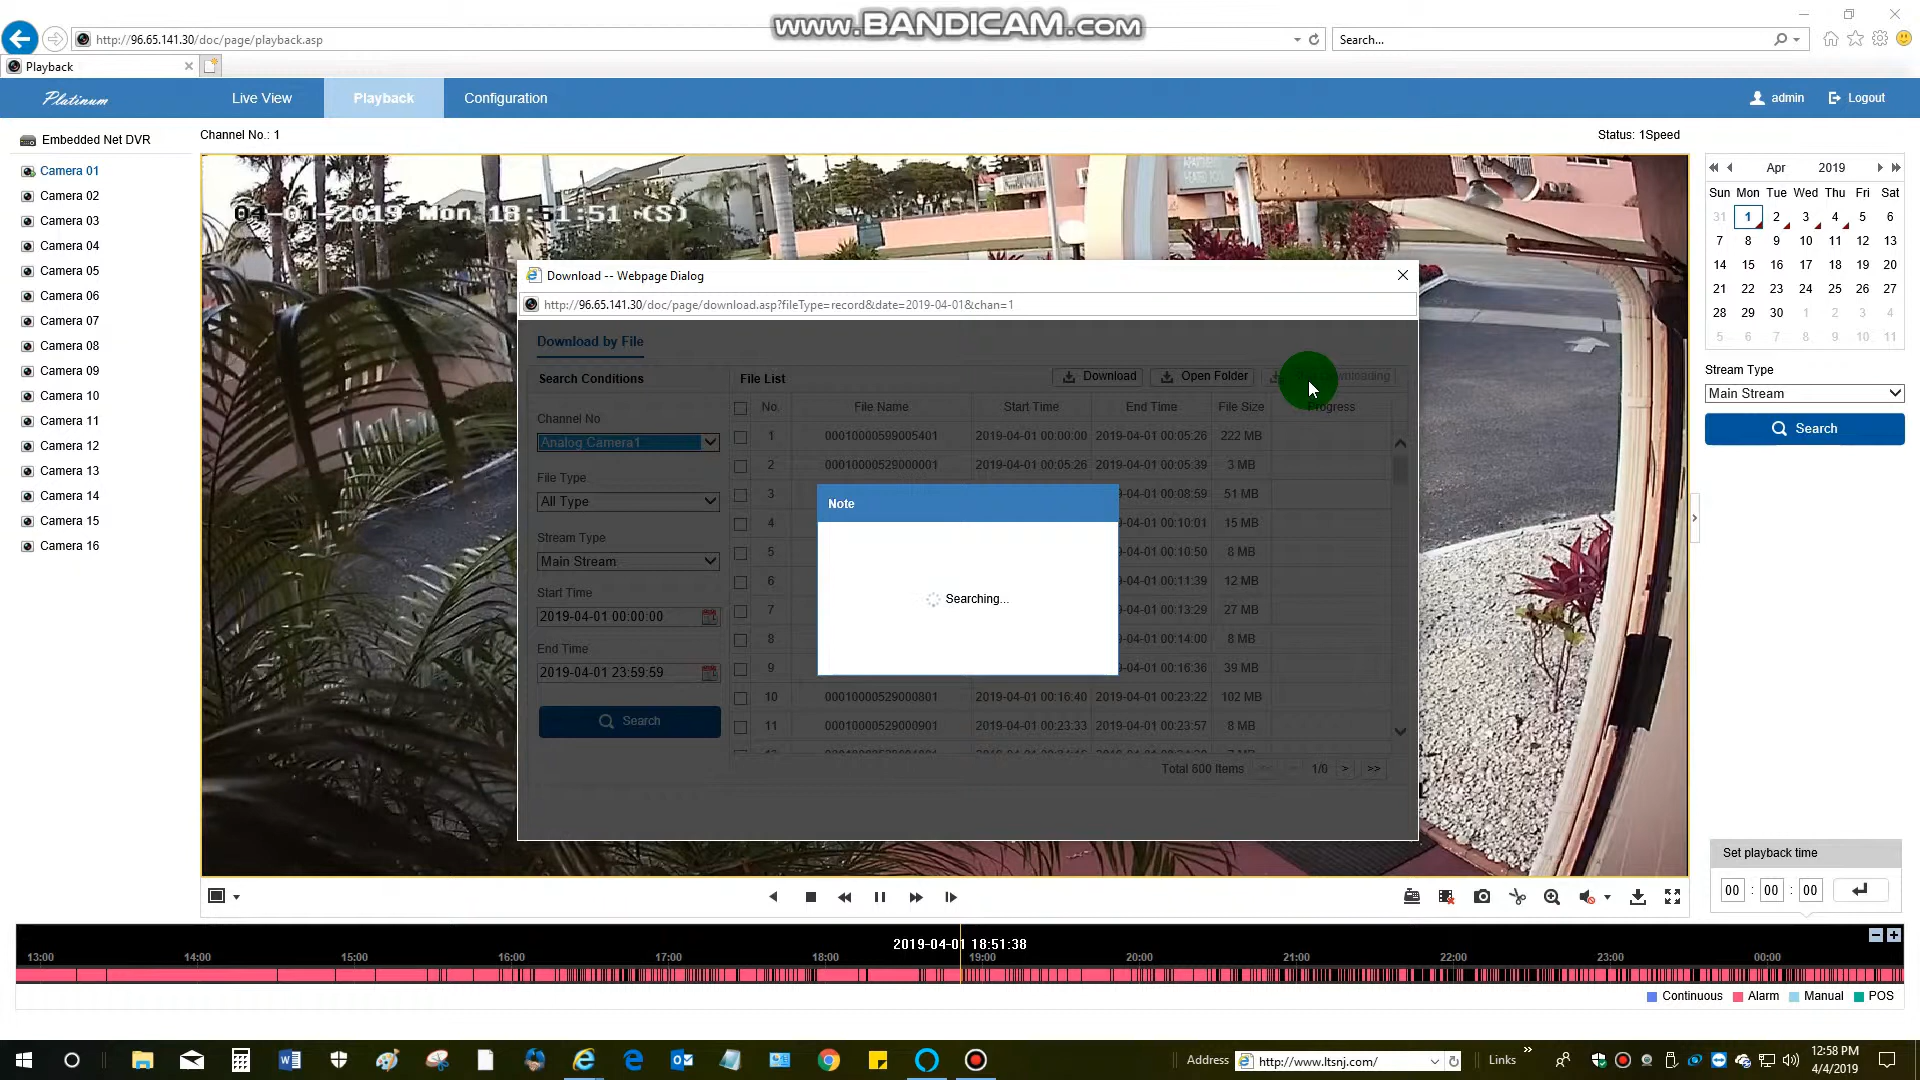 www.BANDICAM.com
http://96.65.141.30/doc/page/playback.asp
Search...
Playback
Platinum
Live View
Playback
Configuration
admin
Logout
Embedded Net DVR
Channel No.: 1
Status: 1Speed
Camera 01
Camera 02
Camera 03
Camera 04
Camera 05
Camera 06
Camera 07
Camera 08
Camera 09
Camera 10
Camera 11
Camera 12
Camera 13
Camera 14
Camera 15
Camera 16
04-01-2019 Mon 18:51:51 (S)
Download -- Webpage Dialog
http://96.65.141.30/doc/page/download.asp?fileType=record&date=2019-04-01&chan=1
Download by File
Search Conditions
Channel No
Analog Camera1
File Type
All Type
Stream Type
Main Stream
Start Time
2019-04-01 00:00:00
End Time
2019-04-01 23:59:59
Search
File List
Download
Open Folder
No. File Name Start Time End Time File Size Progress
1 00010000599005401 2019-04-01 00:00:00 2019-04-01 00:05:26 222 MB
2 00010000529000001 2019-04-01 00:05:26 2019-04-01 00:05:39 3 MB
3 -04-01 00:08:59 51 MB
4 -04-01 00:10:01 15 MB
5 -04-01 00:10:50 8 MB
6 -04-01 00:11:39 12 MB
7 -04-01 00:13:29 27 MB
8 -04-01 00:14:00 8 MB
9 -04-01 00:16:36 39 MB
10 00010000529000801 2019-04-01 00:16:40 2019-04-01 00:23:22 102 MB
11 00010000529000901 2019-04-01 00:23:33 2019-04-01 00:23:57 8 MB
Total 600 Items << < 1/0 > >>
Note
Searching...
Apr 2019
Sun Mon Tue Wed Thu Fri Sat
31 1 2 3 4 5 6
7 8 9 10 11 12 13
14 15 16 17 18 19 20
21 22 23 24 25 26 27
28 29 30 1 2 3 4
5 6 7 8 9 10 11
Stream Type
Main Stream
Search
Set playback time
00 : 00 : 00
2019-04-01 18:51:38
13:00 14:00 15:00 16:00 17:00 18:00 19:00 20:00 21:00 22:00 23:00 00:00
Continuous Alarm Manual POS
Address
http://www.ltsnj.com/
Links
12:58 PM
4/4/2019